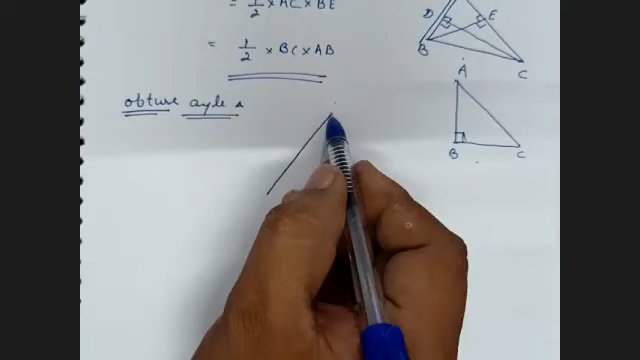 = 1/2 × AC × BE
= 1/2 × BC × AB
obtuse angle Δ
D
E
B
C
A
B
C